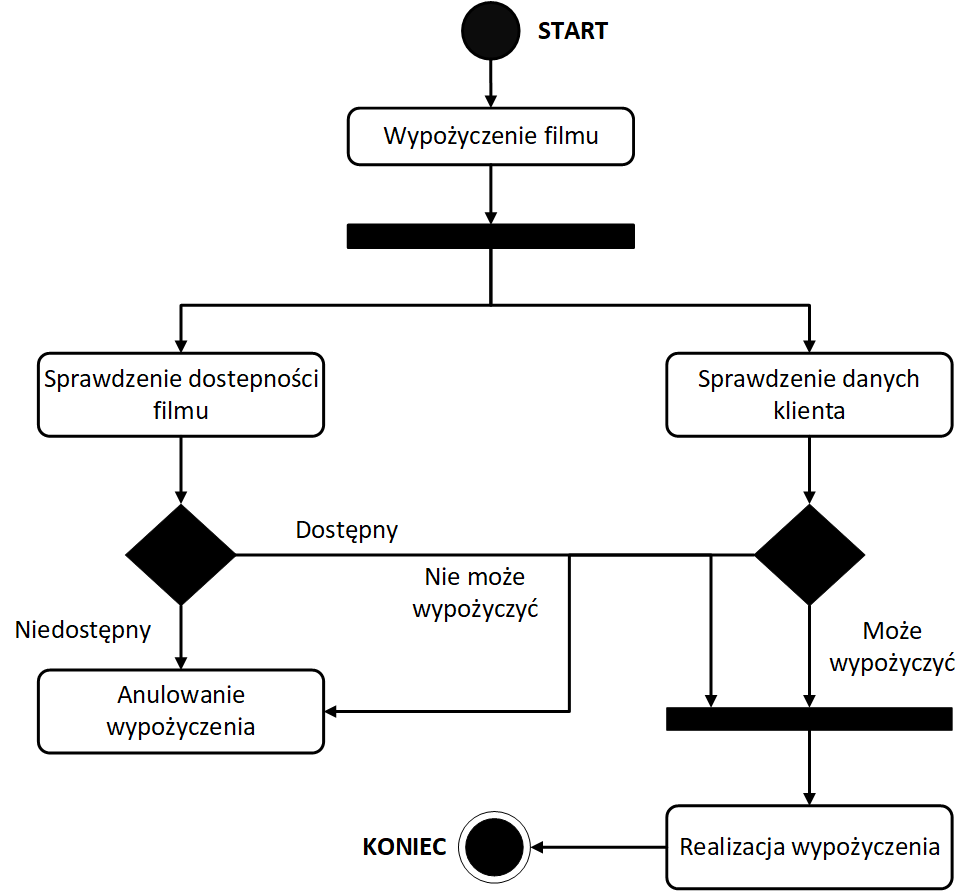 START
Wypożyczenie filmu
Sprawdzenie dostepności
filmu
Sprawdzenie danych
klienta
Dostępny
Nie może
wypożyczyć
Niedostępny
Może
wypożyczyć
Anulowanie
wypożyczenia
KONIEC
Realizacja wypożyczenia